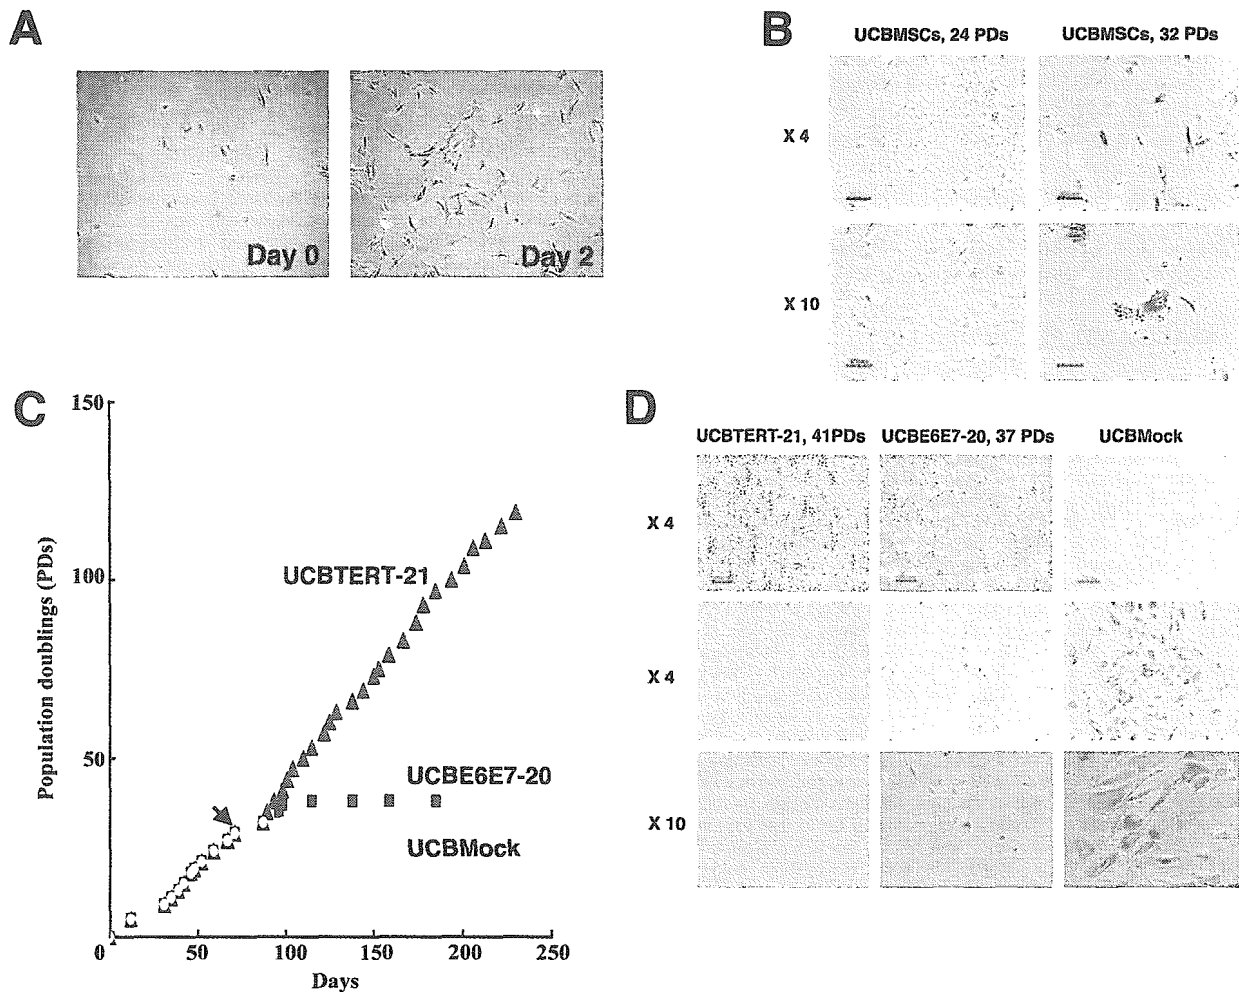 A
Day 0
Day 2
B
UCBMSCs, 24 PDs
UCBMSCs, 32 PDs
X 4
X 10
C
Population doublings (PDs)
150
100
50
0
50
100
150
200
250
Days
UCBTERT-21
UCBE6E7-20
UCBMock
D
UCBTERT-21, 41PDs
UCBE6E7-20, 37 PDs
UCBMock
X 4
X 4
X 10